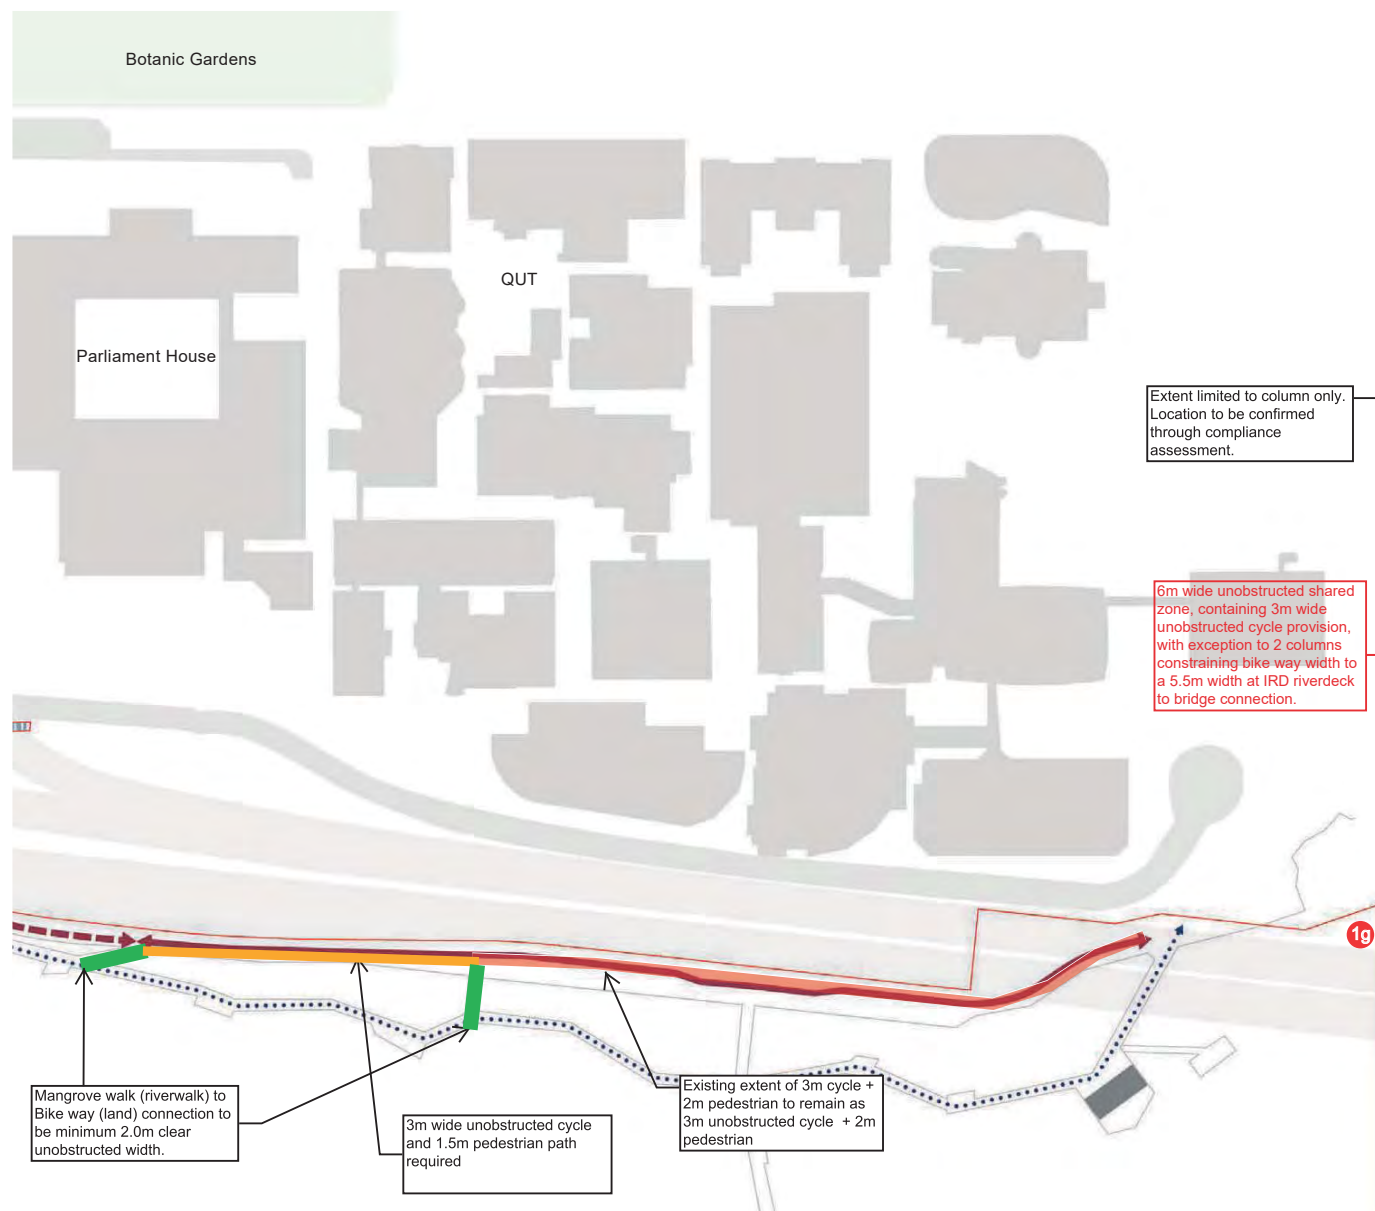 Botanic Gardens
QUT
Parliament House
Extent limited to column only.
Location to be confirmed
through compliance
assessment.
6m wide unobstructed shared
zone, containing 3m wide
unobstructed cycle provision,
with exception to 2 columns
constraining bike way width to
a 5.5m width at IRD riverdeck
to bridge connection.
1g
Mangrove walk (riverwalk) to
Bike way (land) connection to
be minimum 2.0m clear
unobstructed width.
3m wide unobstructed cycle
and 1.5m pedestrian path
required
Existing extent of 3m cycle +
2m pedestrian to remain as
3m unobstructed cycle + 2m
pedestrian